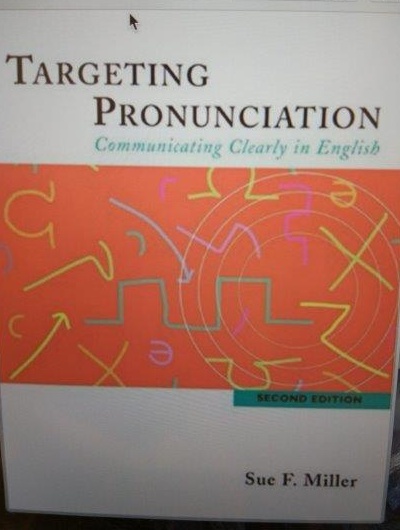 TARGETING
PRONUNCIATION
Communicating Clearly in English
SECOND EDITION
Sue F. Miller